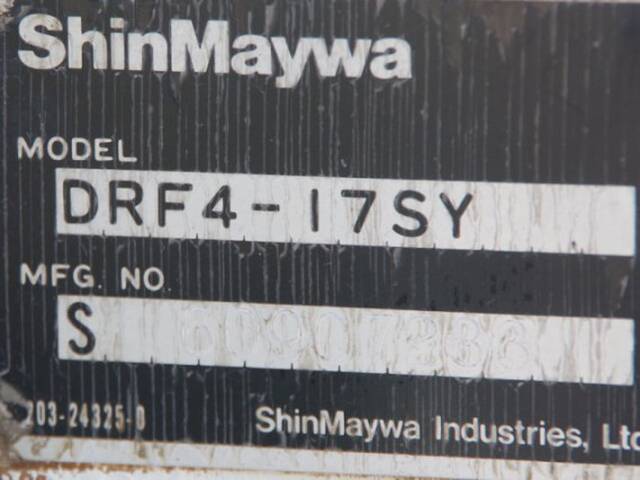 ShinMaywa
MODEL
DRF4-17SY
MFG. NO.
S
203-24325-0
ShinMaywa Industries, Ltd